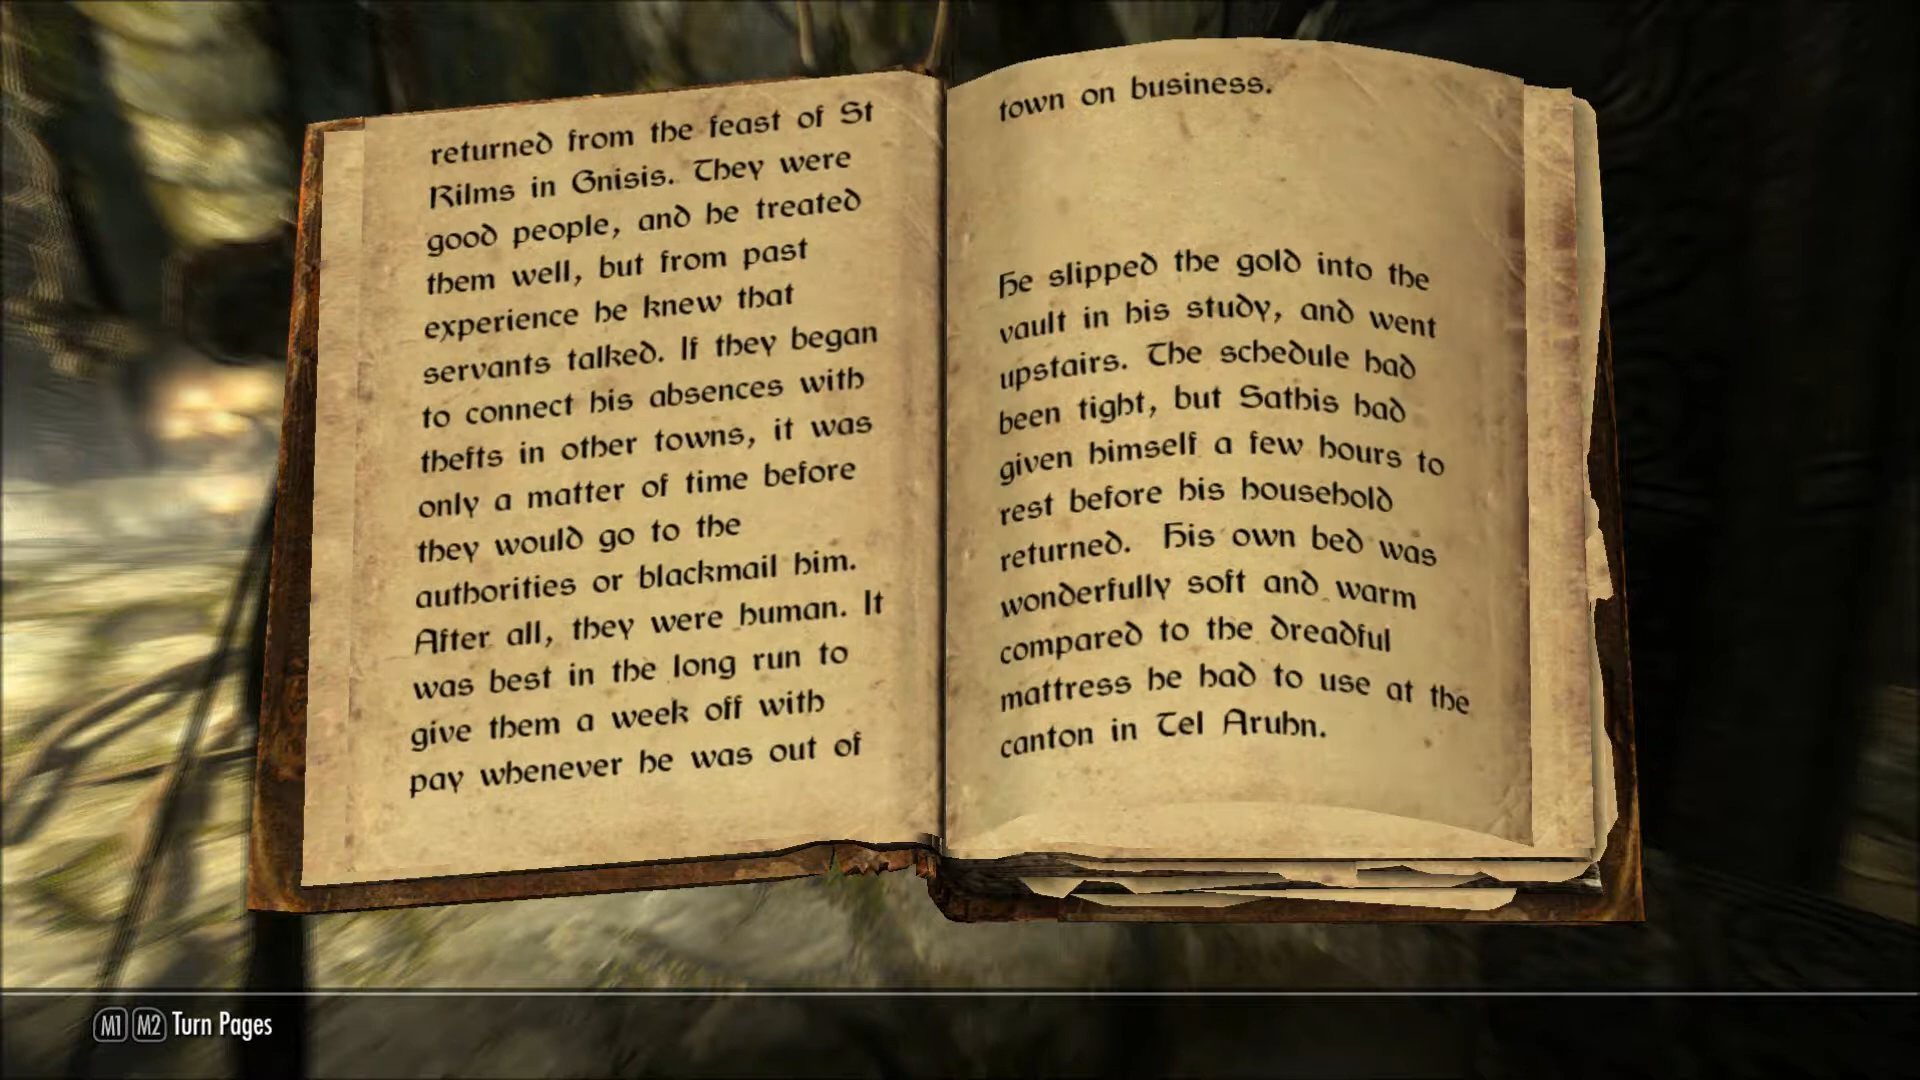 returned from the feast of St
Rilms in Gnisis. They were
good people, and he treated
them well, but from past
experience he knew that
servants talked. If they began
to connect his absences with
thefts in other towns, it was
only a matter of time before
they would go to the
authorities or blackmail him.
After all, they were human. It
was best in the long run to
give them a week off with
pay whenever he was out of
town on business.
He slipped the gold into the
vault in his study, and went
upstairs. The schedule had
been tight, but Sathis had
given himself a few hours to
rest before his household
returned. His own bed was
wonderfully soft and warm
compared to the dreadful
mattress he had to use at the
canton in Tel Aruhn.
M1 M2 Turn Pages